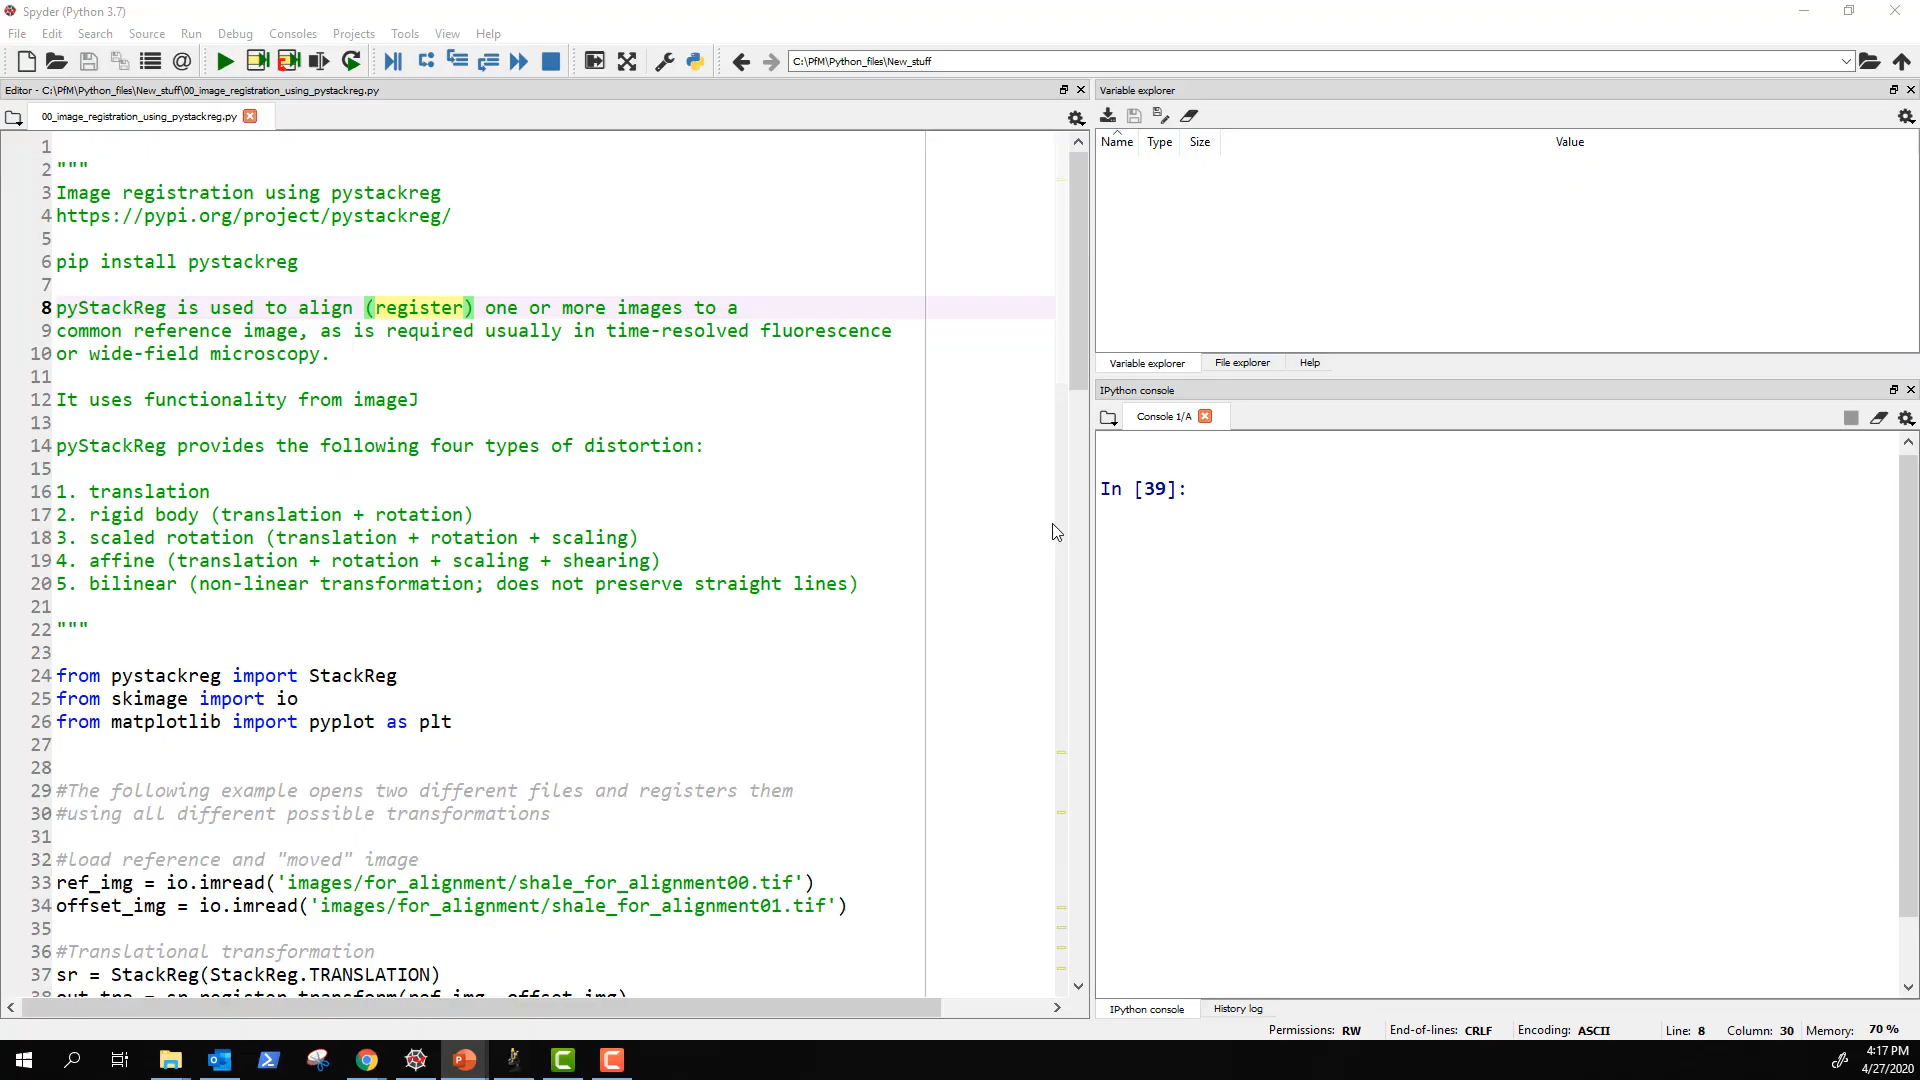 Spyder (Python 3.7)
File Edit Search Source Run Debug Consoles Projects Tools View Help
C:\PfM\Python_files\New_stuff
Editor - C:\PfM\Python_files\New_stuff\00_image_registration_using_pystackreg.py
00_image_registration_using_pystackreg.py
1
2 """
3 Image registration using pystackreg
4 https://pypi.org/project/pystackreg/
5
6 pip install pystackreg
7
8 pyStackReg is used to align (register) one or more images to a
9 common reference image, as is required usually in time-resolved fluorescence
10 or wide-field microscopy.
11
12 It uses functionality from imageJ
13
14 pyStackReg provides the following four types of distortion:
15
16 1. translation
17 2. rigid body (translation + rotation)
18 3. scaled rotation (translation + rotation + scaling)
19 4. affine (translation + rotation + scaling + shearing)
20 5. bilinear (non-linear transformation; does not preserve straight lines)
21
22 """
23
24 from pystackreg import StackReg
25 from skimage import io
26 from matplotlib import pyplot as plt
27
28
29 #The following example opens two different files and registers them
30 #using all different possible transformations
31
32 #load reference and "moved" image
33 ref_img = io.imread('images/for_alignment/shale_for_alignment00.tif')
34 offset_img = io.imread('images/for_alignment/shale_for_alignment01.tif')
35
36 #Translational transformation
37 sr = StackReg(StackReg.TRANSLATION)
38 out_tra = sr.register_transform(ref_img, offset_img)
Variable explorer
Name Type Size Value
Variable explorer File explorer Help
IPython console
Console 1/A
In [39]:
IPython console History log
Permissions: RW End-of-lines: CRLF Encoding: ASCII Line: 8 Column: 30 Memory: 70 %
4:17 PM
4/27/2020